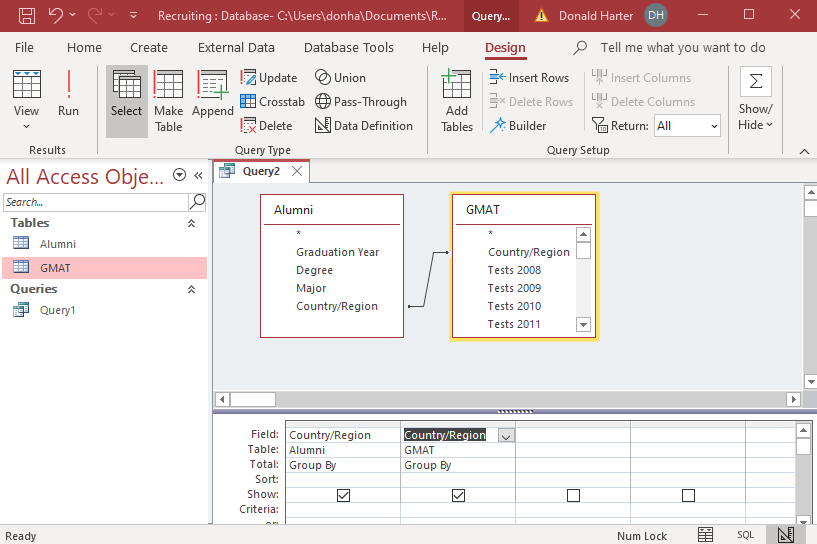 Recruiting : Database- C:\Users\donha\Documents\R... Query... Donald Harter DH
File Home Create External Data Database Tools Help Design Tell me what you want to do
View Run Select Make Table Append Update Crosstab Delete Union Pass-Through Data Definition Add Tables Insert Rows Delete Rows Builder Insert Columns Delete Columns Return: All Σ Show/ Hide
Results Query Type Query Setup
All Access Obje...
Search...
Tables
Alumni
GMAT
Queries
Query1
Query2
Alumni
*
Graduation Year
Degree
Major
Country/Region
GMAT
*
Country/Region
Tests 2008
Tests 2009
Tests 2010
Tests 2011
Field: Country/Region Country/Region
Table: Alumni GMAT
Total: Group By Group By
Sort:
Show:
Criteria:
or:
Ready Num Lock SQL